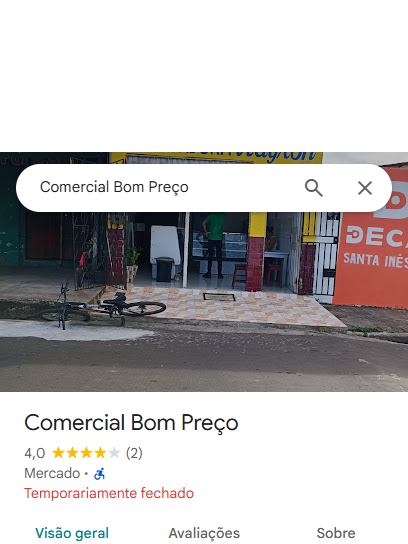 Comercial Bom Preço
DECA
SANTA INÊS
Comercial Bom Preço
4,0 (2)
Mercado •
Temporariamente fechado
Visão geral Avaliações Sobre